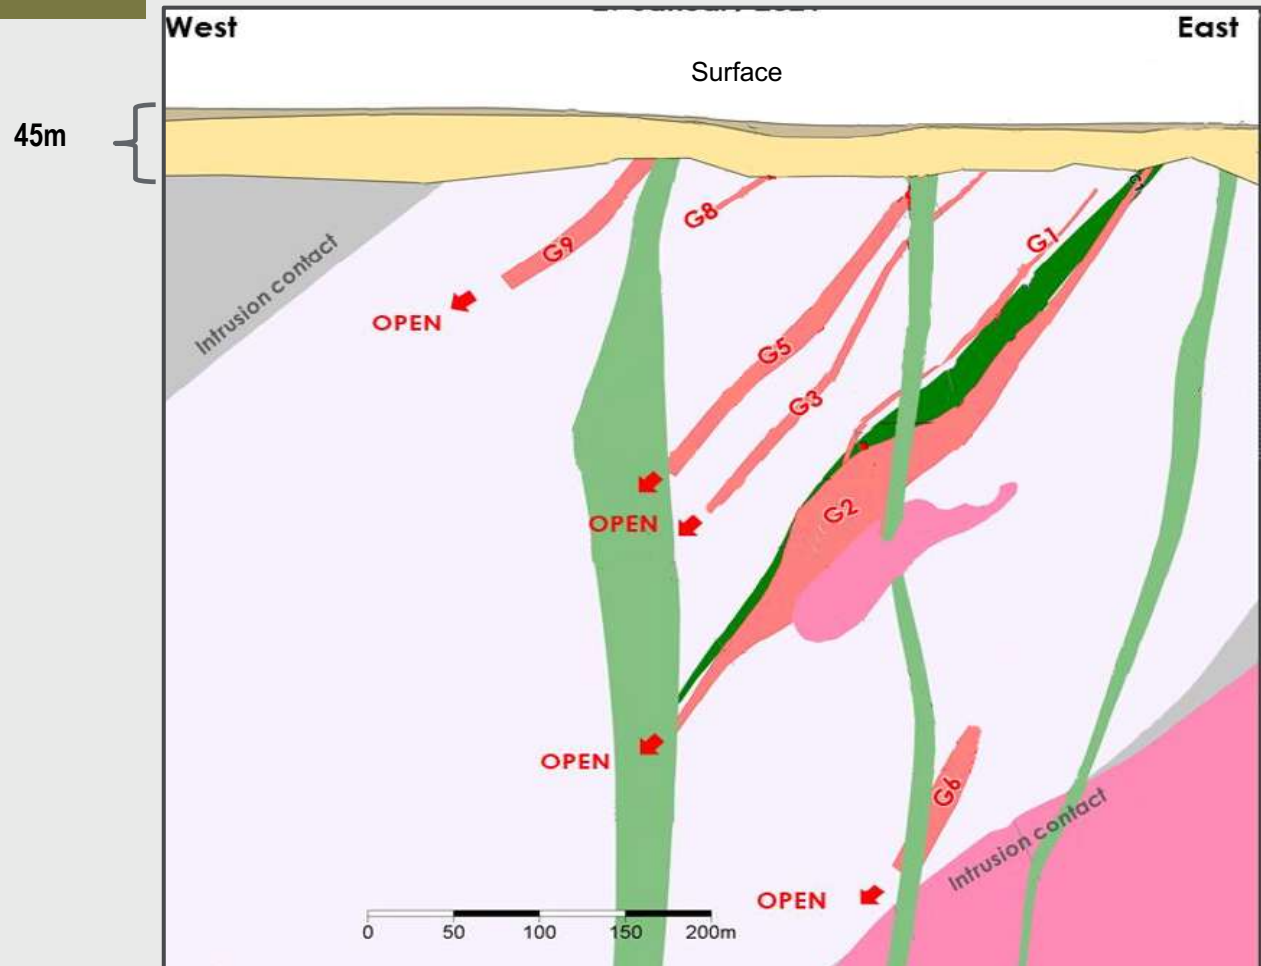 West
East
Surface
45m
G8
G9
G1
Intrusion contact
OPEN
G5
G3
G2
OPEN
OPEN
G6
Intrusion contact
OPEN
0 50 100 150 200m